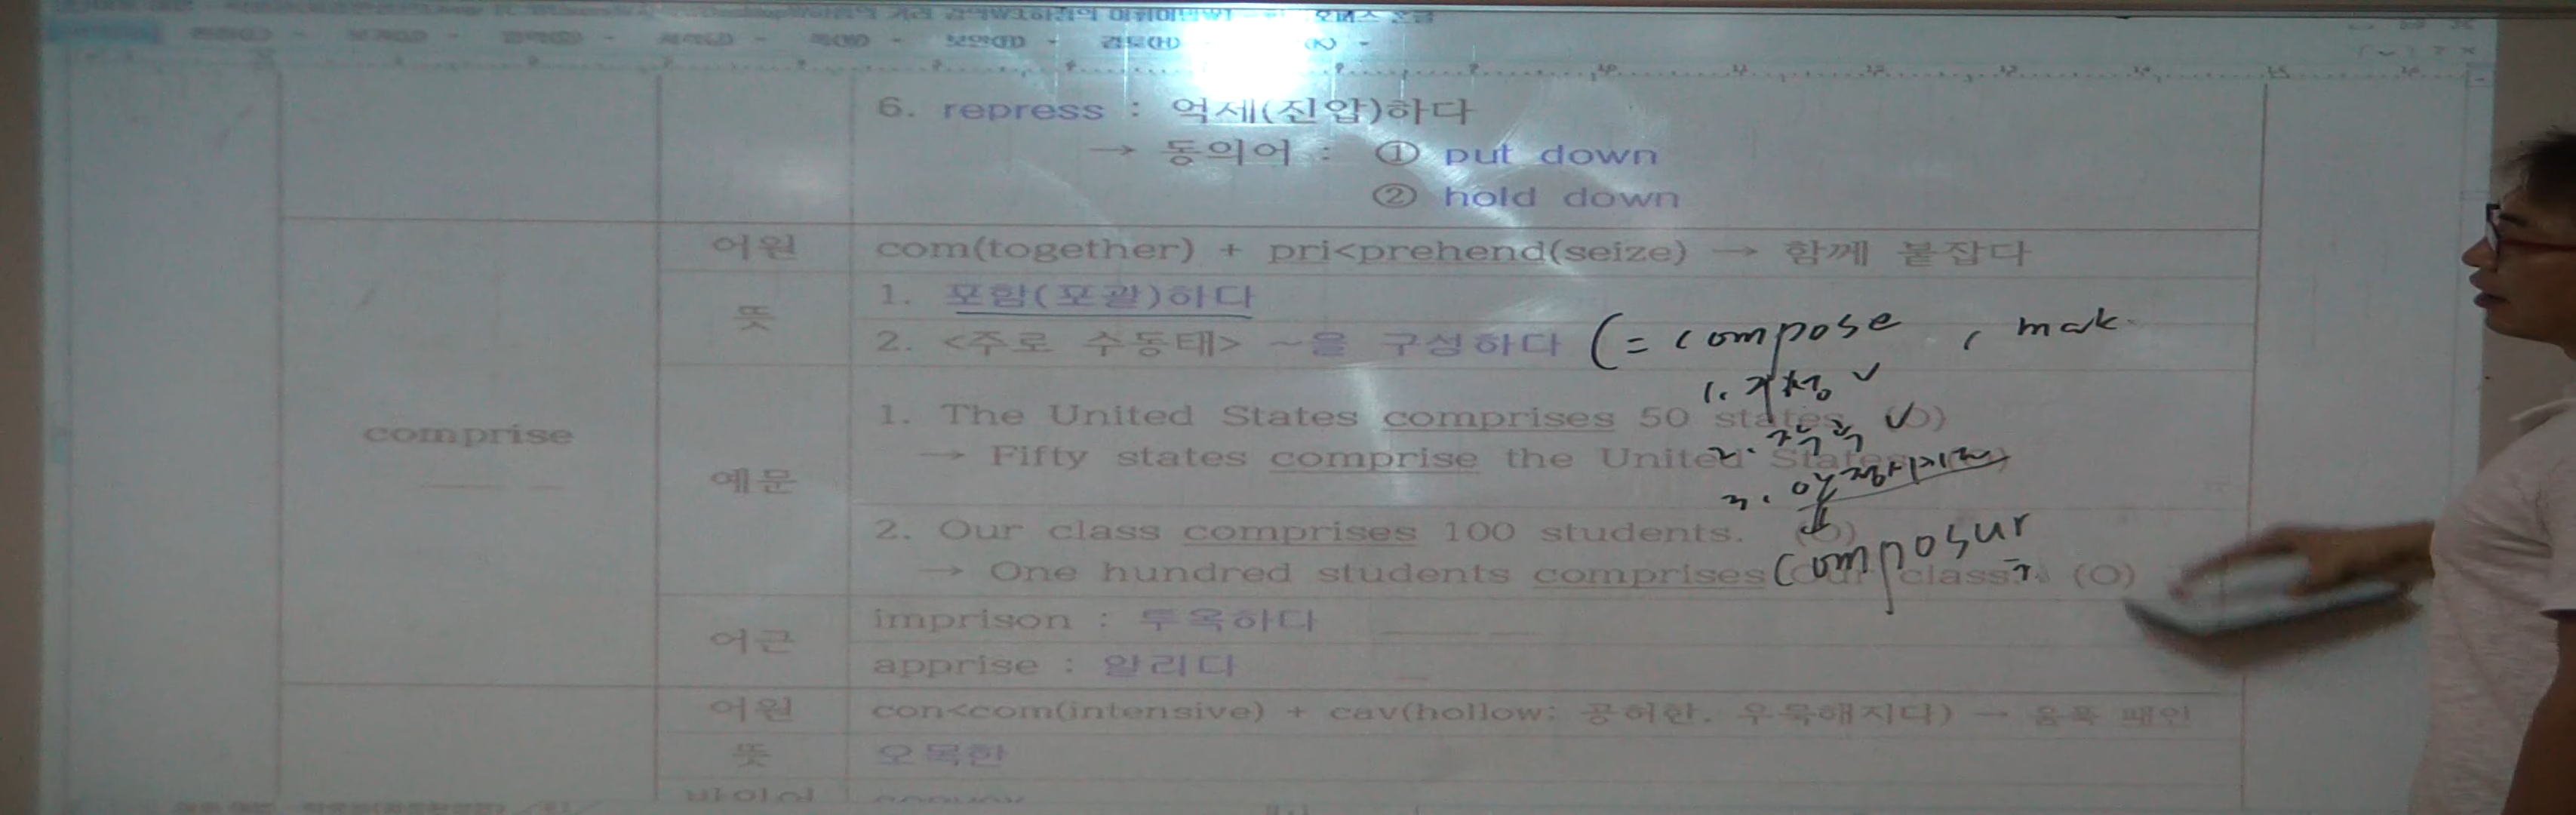 6. repress : 억제(진압)하다
→ 동의어 : ① put down
② hold down
어원 com(together) + pri<prehend(seize) → 함께 붙잡다
뜻 1. 포함(포괄)하다
2. <주로 수동태> ~을 구성하다 (= compose , mak
1. 작성 ✓
comprise
예문 1. The United States comprises 50 states. (O)
→ Fifty states comprise the United States
2. Our class comprises 100 students. (O)
→ One hundred students comprises our class. (O)
composur
어근 imprison : 투옥하다
apprise : 알리다
어원 con<com(intensive) + cav(hollow: 공허한, 우묵해지다) → 움푹 패인
뜻 오목한